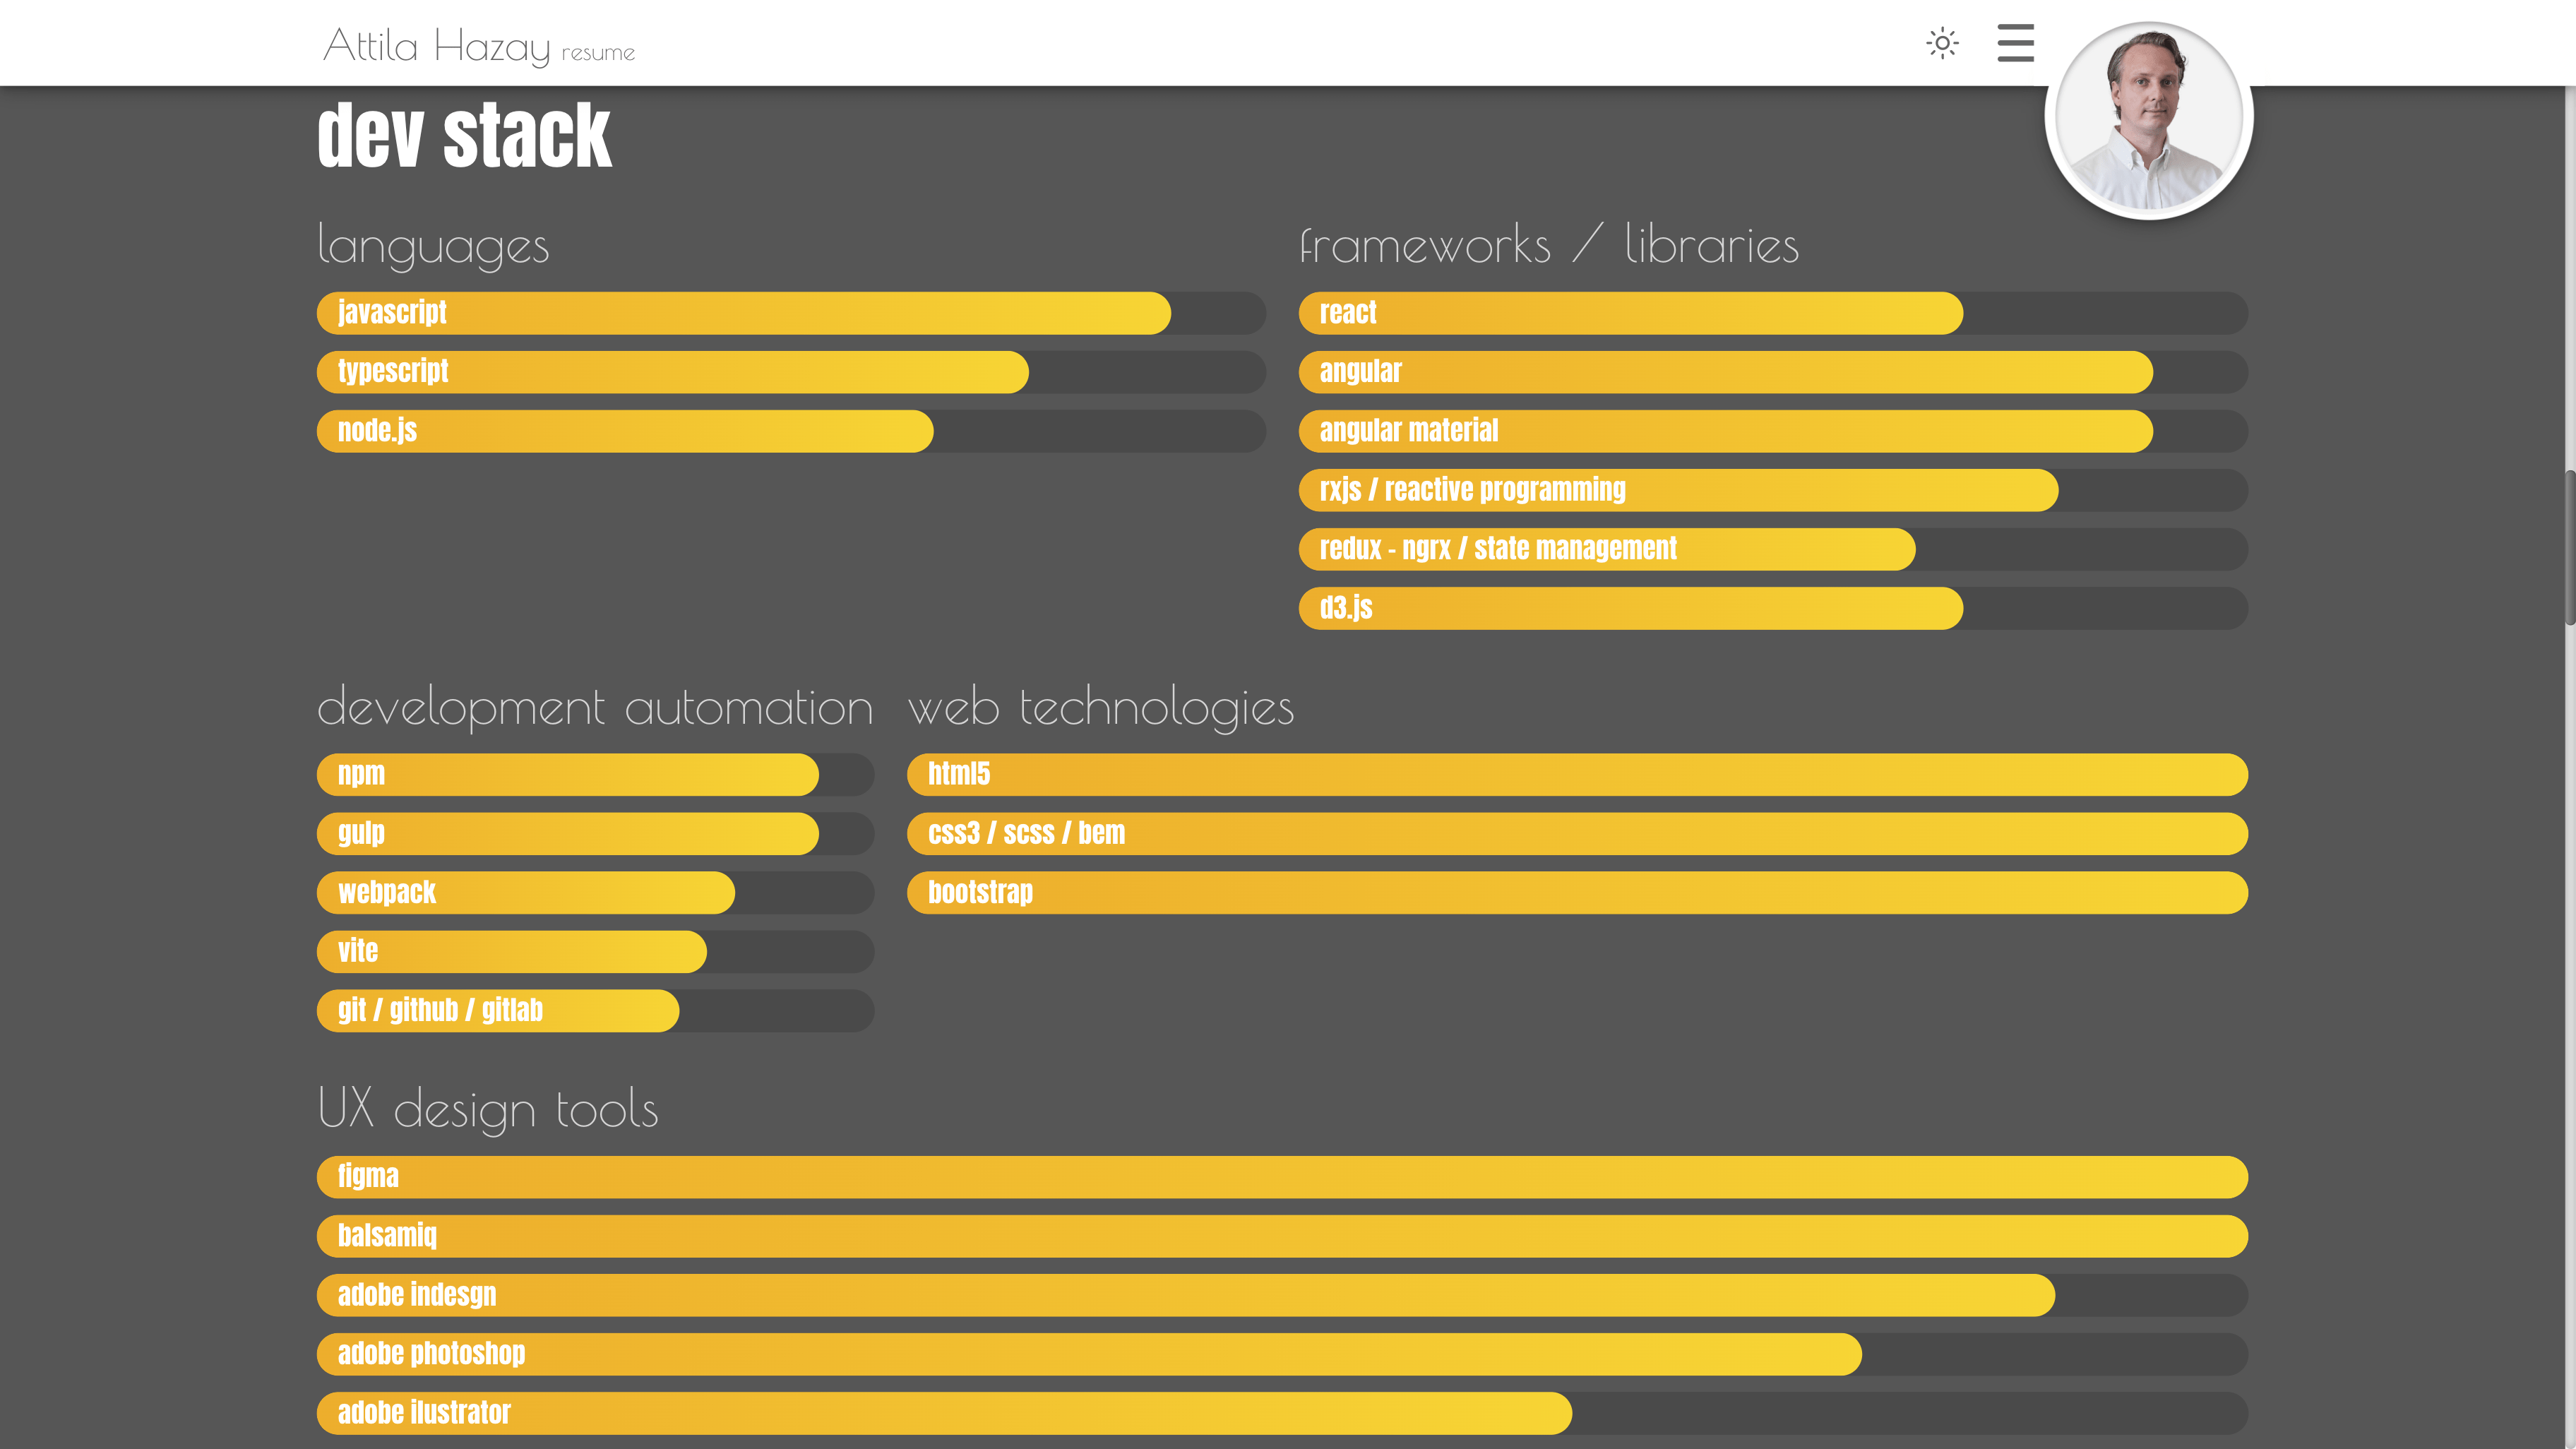 Attila Hazay resume
dev stack
languages
javascript
typescript
node.js
frameworks / libraries
react
angular
angular material
rxjs / reactive programming
redux - ngrx / state management
d3.js
development automation
npm
gulp
webpack
vite
git / github / gitlab
web technologies
html5
css3 / scss / bem
bootstrap
UX design tools
figma
balsamiq
adobe indesgn
adobe photoshop
adobe ilustrator